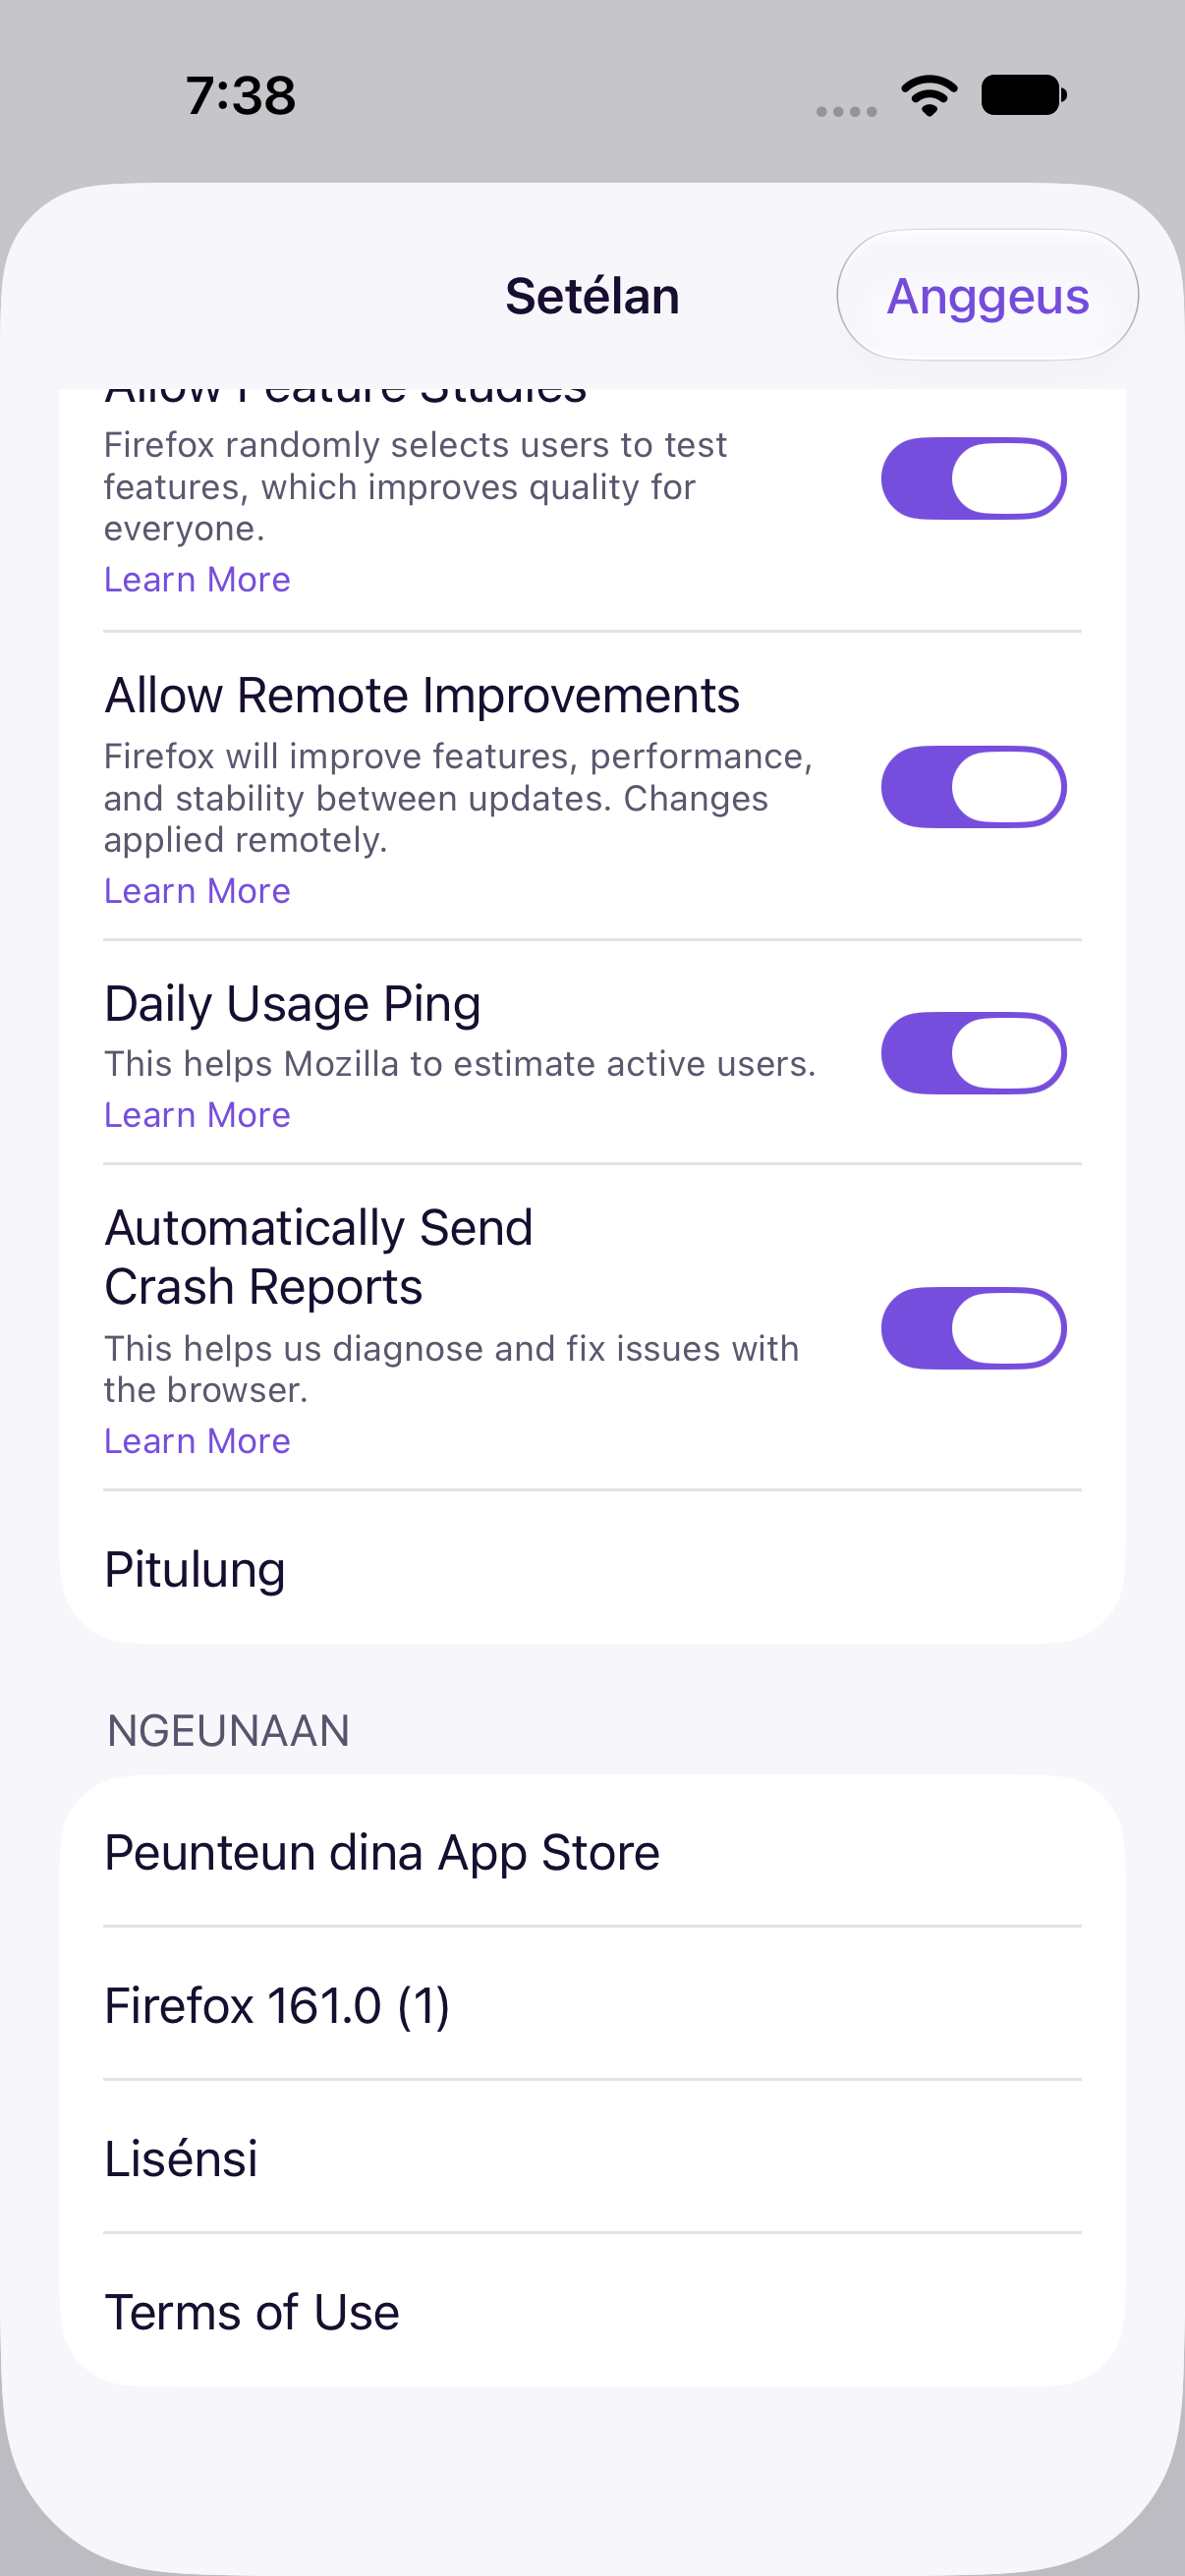 7:38
Setélan
Anggeus
Allow Feature Studies
Firefox randomly selects users to test
features, which improves quality for
everyone.
Learn More
Allow Remote Improvements
Firefox will improve features, performance,
and stability between updates. Changes
applied remotely.
Learn More
Daily Usage Ping
This helps Mozilla to estimate active users.
Learn More
Automatically Send
Crash Reports
This helps us diagnose and fix issues with
the browser.
Learn More
Pitulung
NGEUNAAN
Peunteun dina App Store
Firefox 161.0 (1)
Lisénsi
Terms of Use